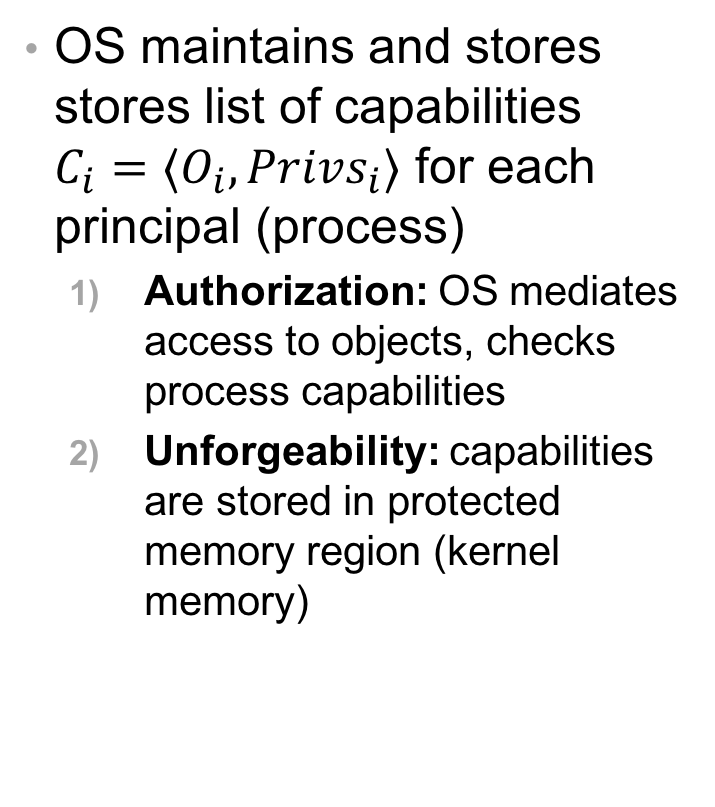 • OS maintains and stores
stores list of capabilities
𝐶ᵢ = ⟨𝑂ᵢ, 𝑃𝑟𝑖𝑣𝑠ᵢ⟩ for each
principal (process)
1) Authorization: OS mediates
access to objects, checks
process capabilities
2) Unforgeability: capabilities
are stored in protected
memory region (kernel
memory)